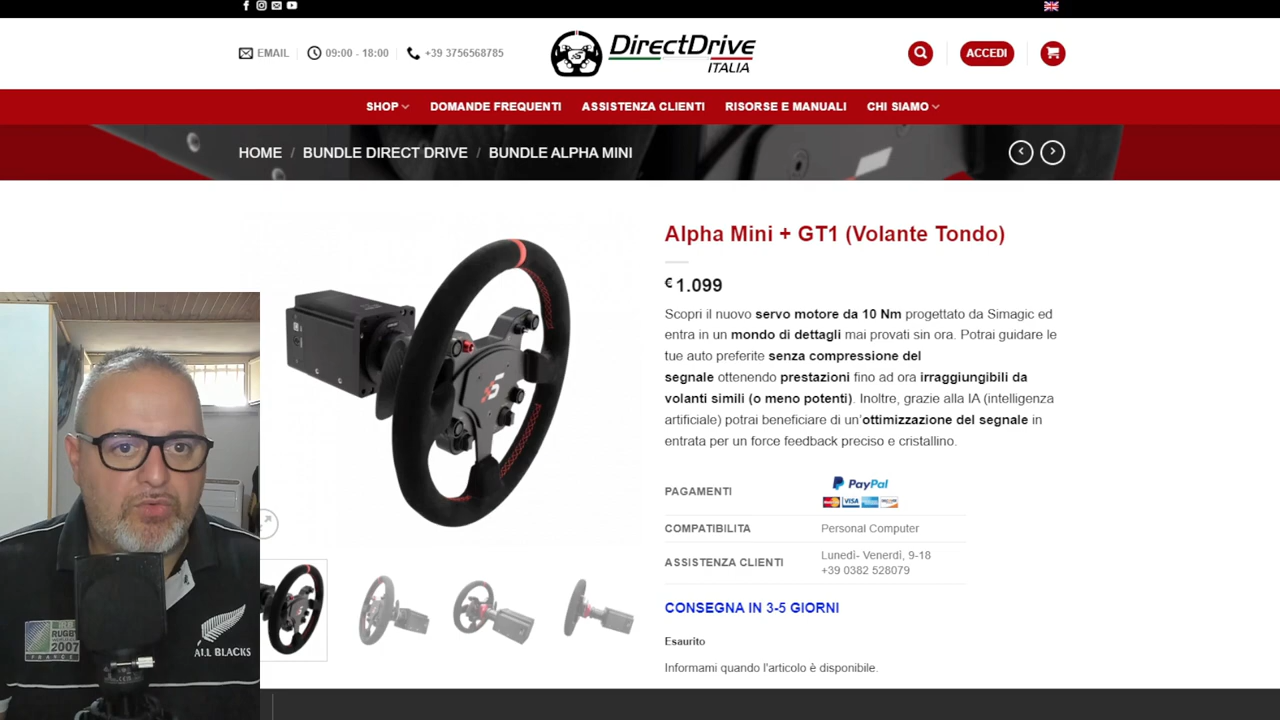 EMAIL
09:00 - 18:00
+39 3756568785
DirectDrive
ITALIA
ACCEDI
SHOP
DOMANDE FREQUENTI
ASSISTENZA CLIENTI
RISORSE E MANUALI
CHI SIAMO
HOME / BUNDLE DIRECT DRIVE / BUNDLE ALPHA MINI
Alpha Mini + GT1 (Volante Tondo)
€ 1.099
Scopri il nuovo servo motore da 10 Nm progettato da Simagic ed
entra in un mondo di dettagli mai provati sin ora. Potrai guidare le
tue auto preferite senza compressione del
segnale ottenendo prestazioni fino ad ora irraggiungibili da
volanti simili (o meno potenti). Inoltre, grazie alla IA (intelligenza
artificiale) potrai beneficiare di un'ottimizzazione del segnale in
entrata per un force feedback preciso e cristallino.
PAGAMENTI
PayPal
VISA
COMPATIBILITA
Personal Computer
ASSISTENZA CLIENTI
Lunedì- Venerdì, 9-18
+39 0382 528079
CONSEGNA IN 3-5 GIORNI
Esaurito
Informami quando l'articolo è disponibile.
RUGBY
2007
FRANCE
ALL BLACKS